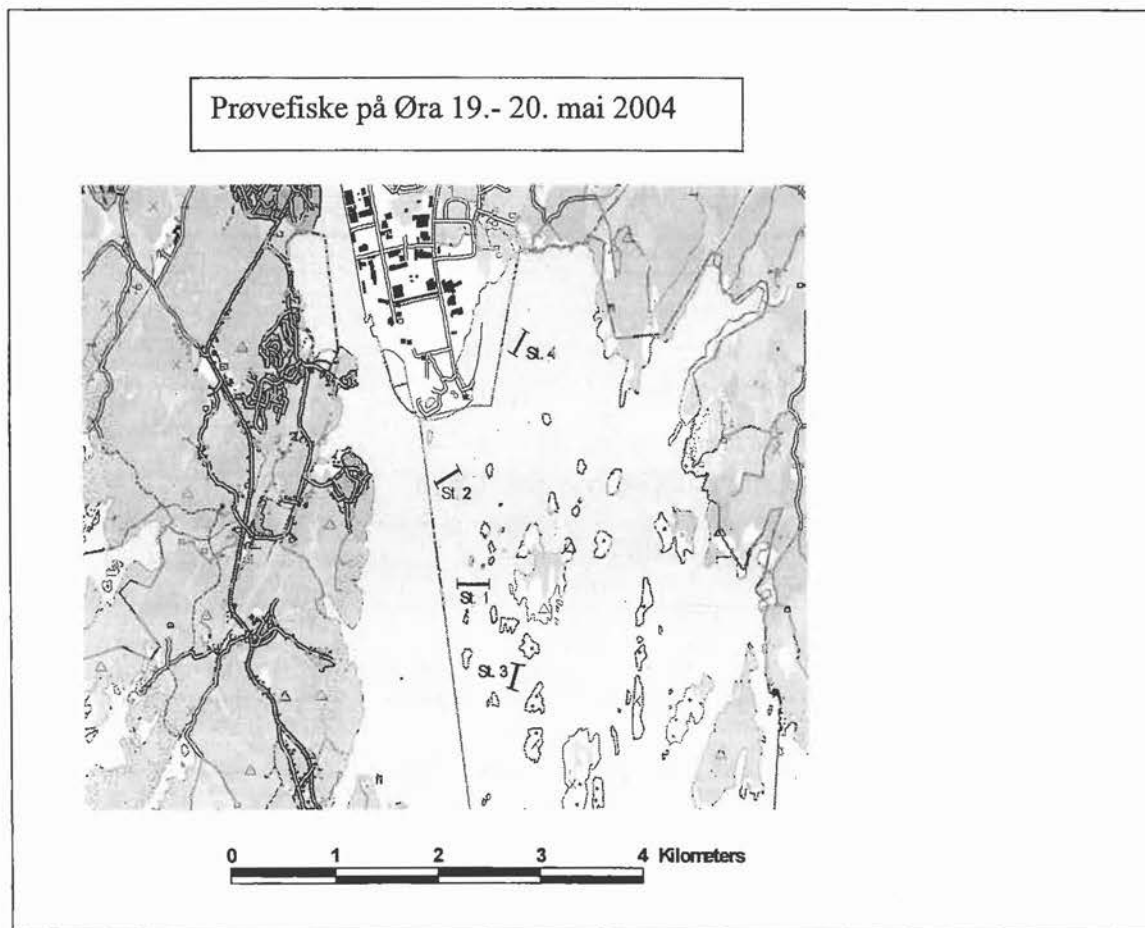 Prøvefiske på Øra 19.- 20. mai 2004
St. 4
St. 2
St. 1
St. 3
0 1 2 3 4 Kilometers